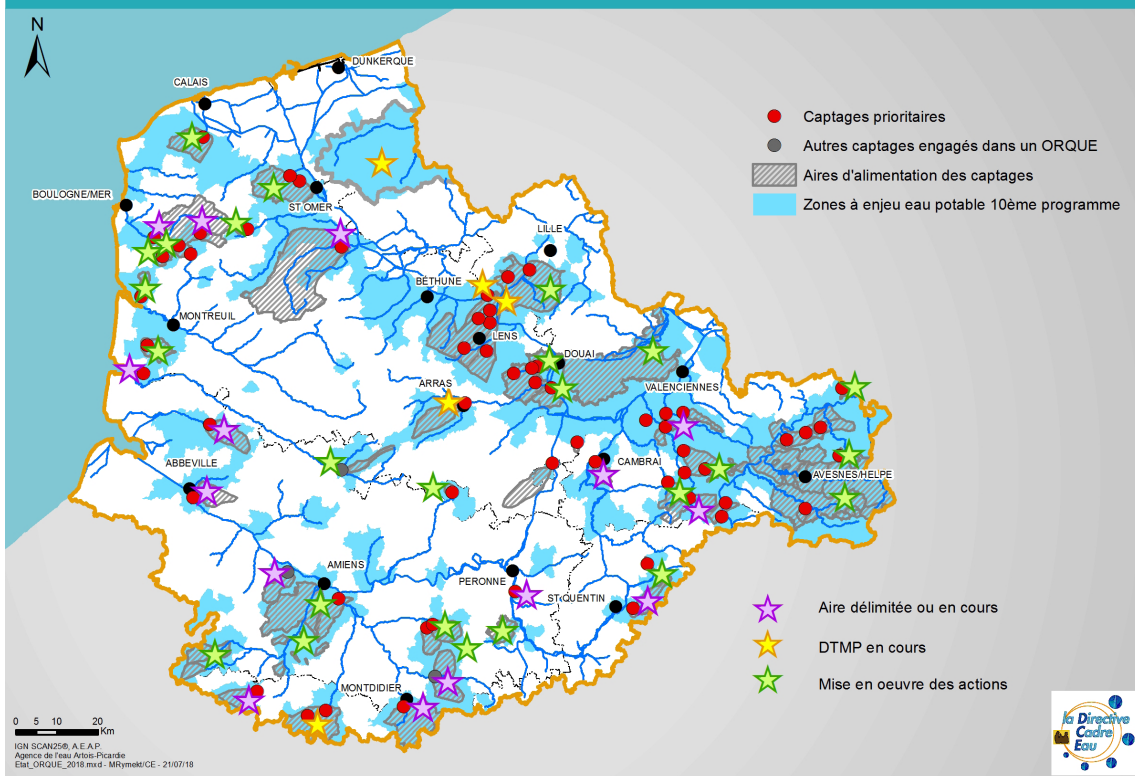 N
DUNKERQUE
CALAIS
Captages prioritaires
Autres captages engagés dans un ORQUE
Aires d'alimentation des captages
Zones à enjeu eau potable 10ème programme
BOULOGNE/MER
ST OMER
LILLE
BÉTHUNE
MONTREUIL
LENS
DOUAI
VALENCIENNES
ARRAS
ABBEVILLE
CAMBRAI
AVESNES/HELPE
AMIENS
PERONNE
ST QUENTIN
Aire délimitée ou en cours
DTMP en cours
Mise en oeuvre des actions
MONTDIDIER
0 5 10 20
Km
IGN SCAN25®, A.E.A.P.
Agence de l'eau Artois-Picardie
Etat_ORQUE_2018.mxd - MRymekt/CE - 21/07/18
la Directive
Cadre
Eau